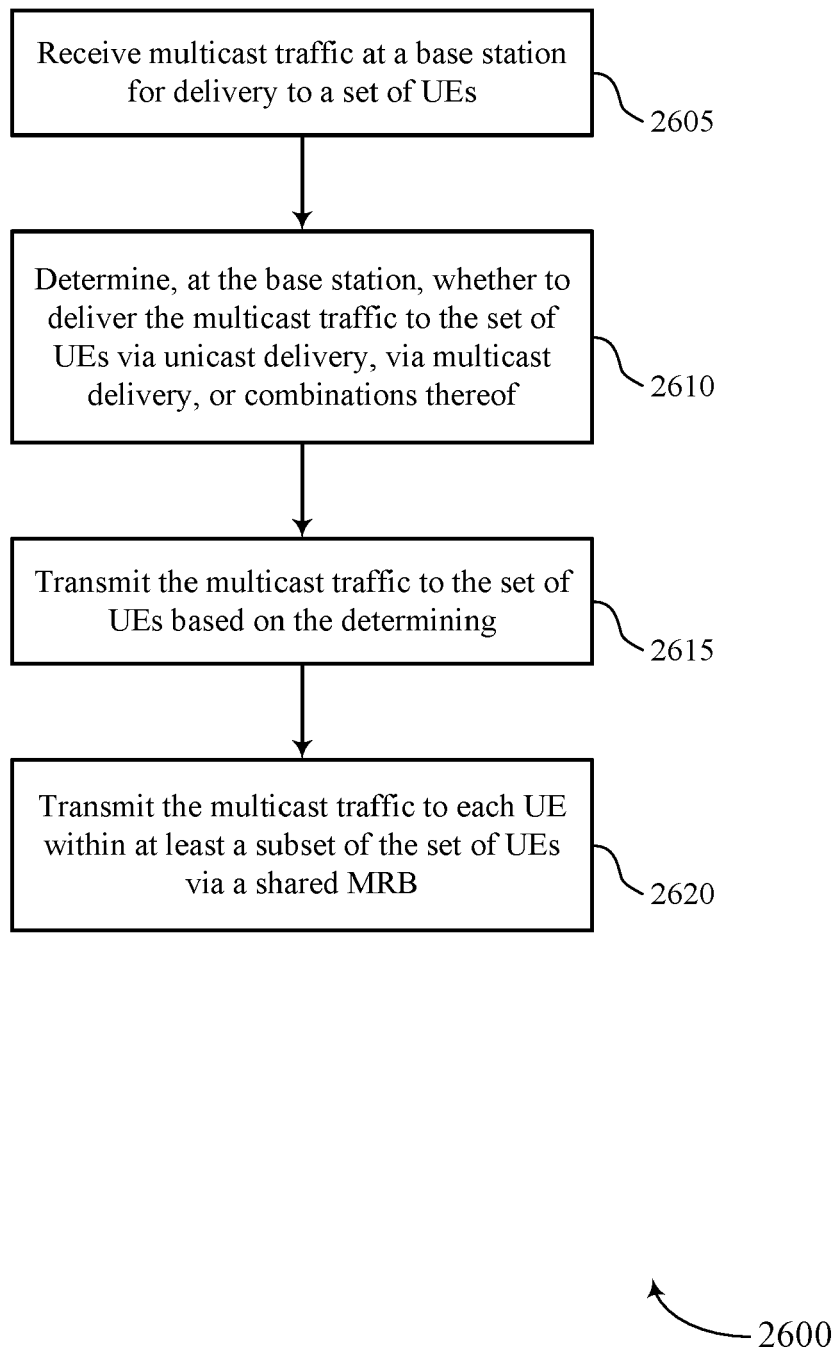 Receive multicast traffic at a base station
for delivery to a set of UEs
2605
Determine, at the base station, whether to
deliver the multicast traffic to the set of
UEs via unicast delivery, via multicast
delivery, or combinations thereof
2610
Transmit the multicast traffic to the set of
UEs based on the determining
2615
Transmit the multicast traffic to each UE
within at least a subset of the set of UEs
via a shared MRB
2620
2600